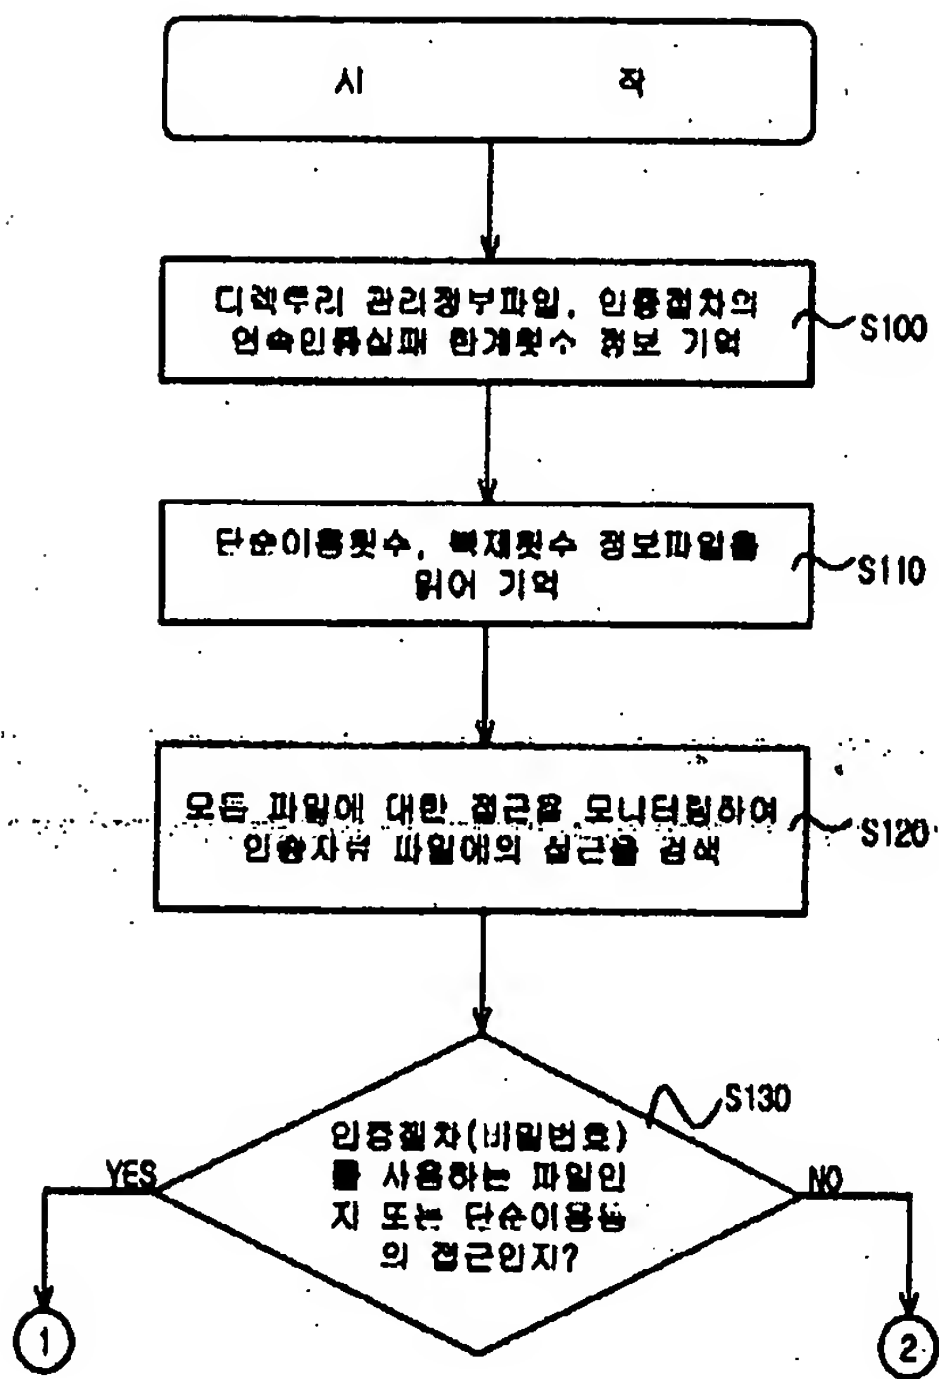 시 작
디렉토리 관리정보파일, 인증절차의
연속인증실패 한계횟수 정보 기억
S100
단순이용횟수, 복제횟수 정보파일을
읽어 기억
S110
모든 파일에 대한 접근을 모니터링하여
인증자료 파일에의 접근을 검색
S120
S130
인증절차(비밀번호)
를 사용하는 파일인
지 또는 단순이용등
의 접근인지?
YES
NO
1
2